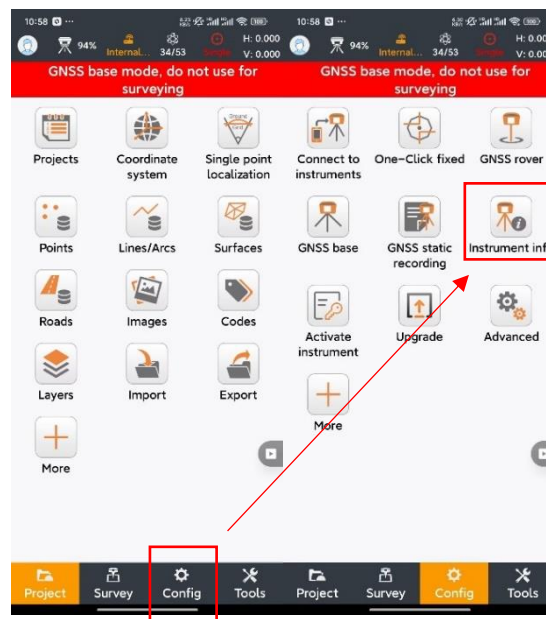 10:58
94%
Internal...
34/53
Single
H: 0.000
V: 0.000
GNSS base mode, do not use for
surveying
Projects
Coordinate
system
Single point
localization
Points
Lines/Arcs
Surfaces
Roads
Images
Codes
Layers
Import
Export
More
Project
Survey
Config
Tools
10:58
94%
Internal...
34/53
Single
H: 0.00
V: 0.00
GNSS base mode, do not use for
surveying
Connect to
instruments
One-Click fixed
GNSS rover
GNSS base
GNSS static
recording
Instrument inf
Activate
instrument
Upgrade
Advanced
More
Project
Survey
Config
Tools